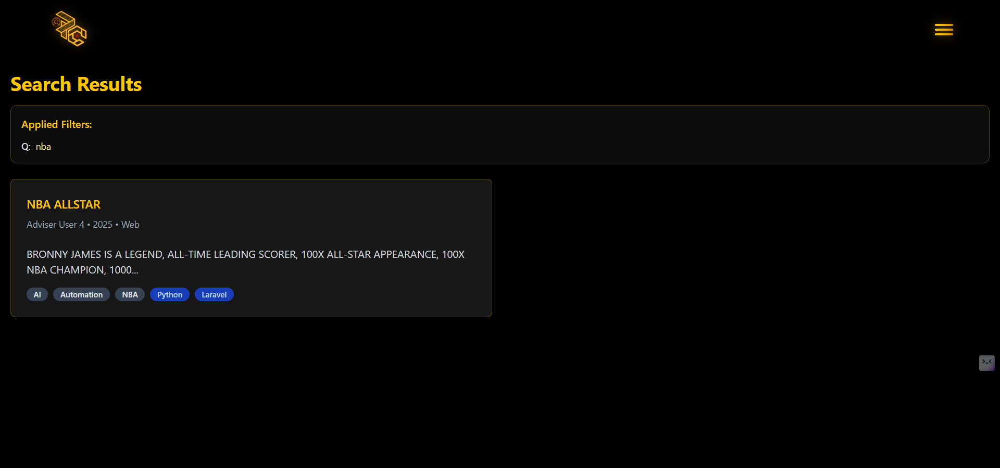 Search Results
Applied Filters:
Q: nba
NBA ALLSTAR
Adviser User 4 • 2025 • Web
BRONNY JAMES IS A LEGEND, ALL-TIME LEADING SCORER, 100X ALL-STAR APPEARANCE, 100X
NBA CHAMPION, 1000...
AI Automation NBA Python Laravel